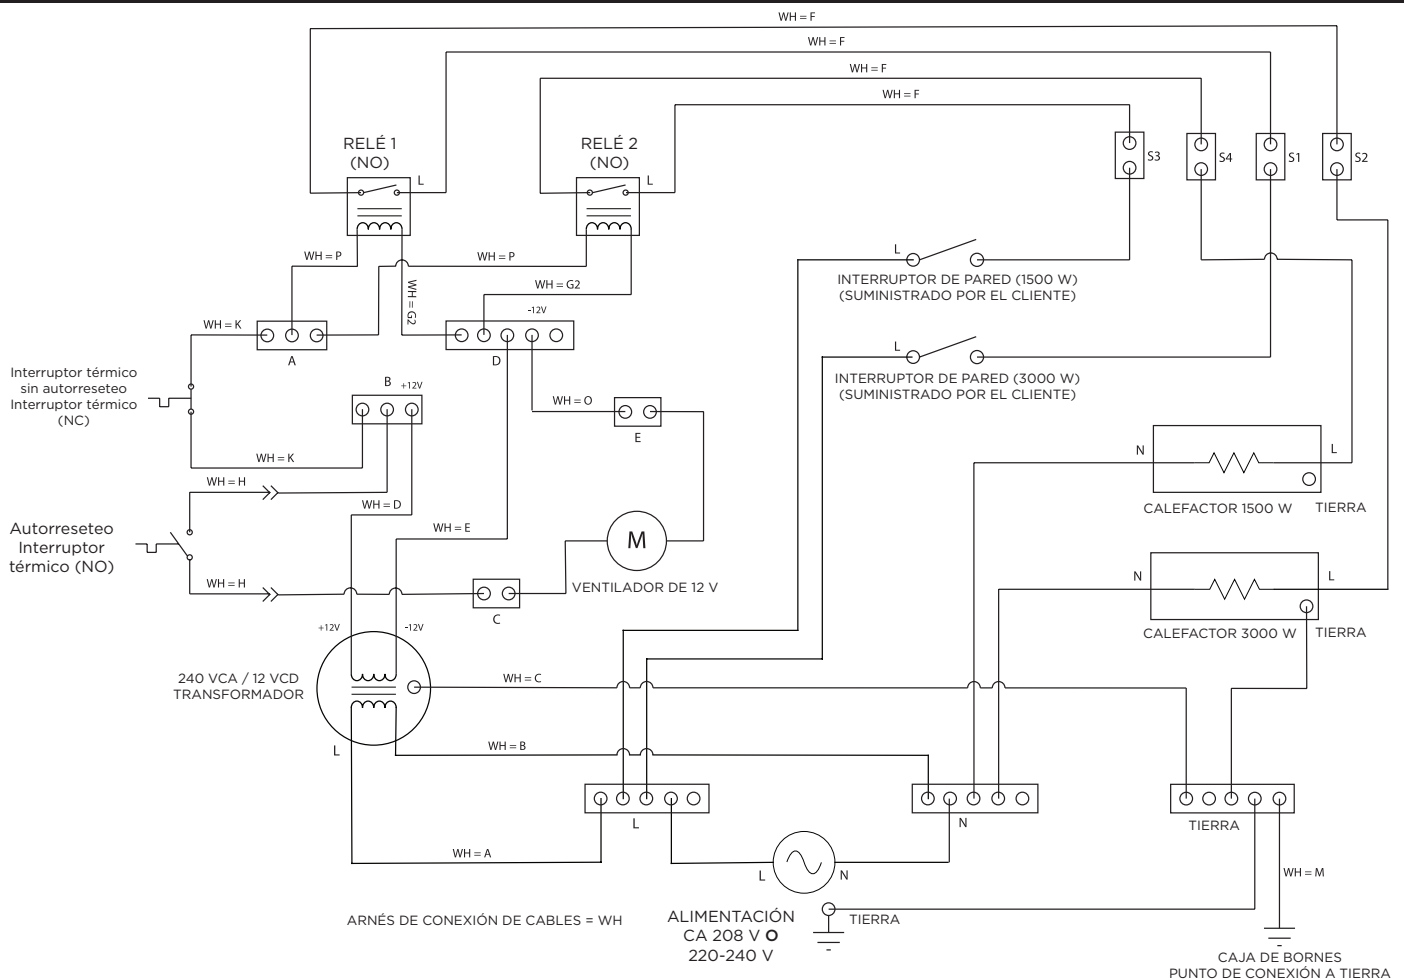 WH = F
WH = F
WH = F
WH = F
RELÉ 1
(NO)
L
RELÉ 2
(NO)
L
S3
S4
S1
S2
WH = P
WH = P
WH = G2
WH = G2
-12V
L
INTERRUPTOR DE PARED (1500 W)
(SUMINISTRADO POR EL CLIENTE)
WH = K
A
D
L
INTERRUPTOR DE PARED (3000 W)
(SUMINISTRADO POR EL CLIENTE)
Interruptor térmico
sin autorreseteo
Interruptor térmico
(NC)
B
+12V
WH = O
E
WH = K
N
L
CALEFACTOR 1500 W
TIERRA
WH = H
WH = D
WH = E
Autorreseteo
Interruptor
térmico (NO)
M
VENTILADOR DE 12 V
WH = H
C
N
L
CALEFACTOR 3000 W
TIERRA
+12V
-12V
240 VCA / 12 VCD
TRANSFORMADOR
WH = C
L
WH = B
L
N
TIERRA
WH = A
L
N
WH = M
ARNÉS DE CONEXIÓN DE CABLES = WH
ALIMENTACIÓN
CA 208 V O
220-240 V
TIERRA
CAJA DE BORNES
PUNTO DE CONEXIÓN A TIERRA